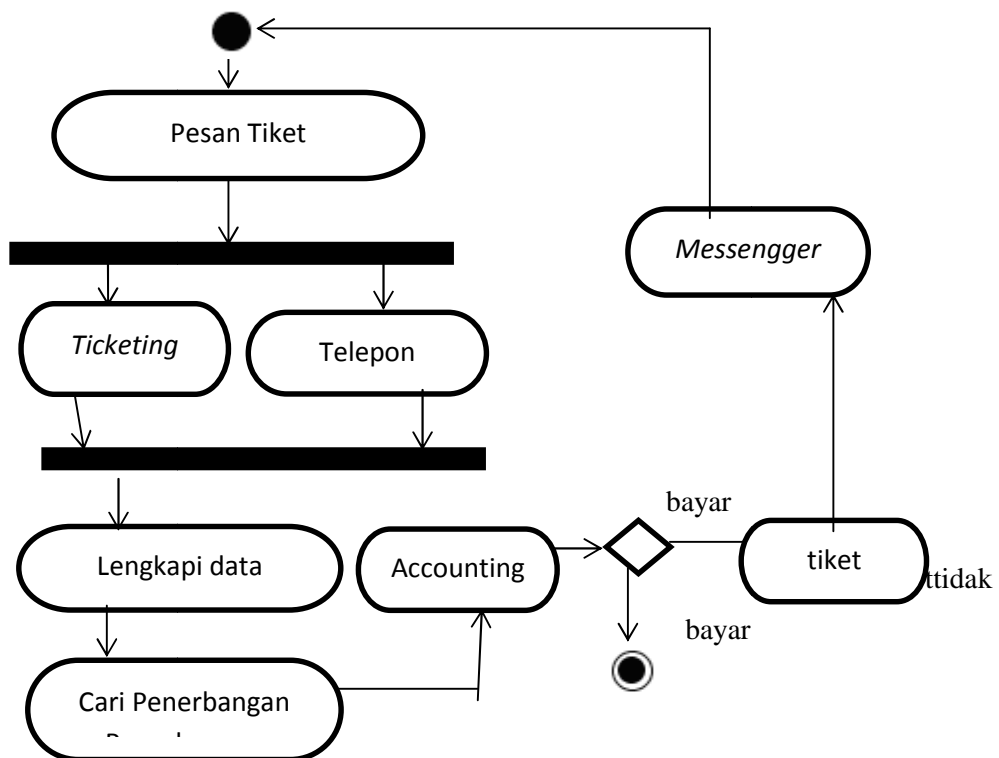 Pesan Tiket
Messengger
Ticketing
Telepon
Lengkapi data
Accounting
bayar
tiket
ttidak
bayar
Cari Penerbangan